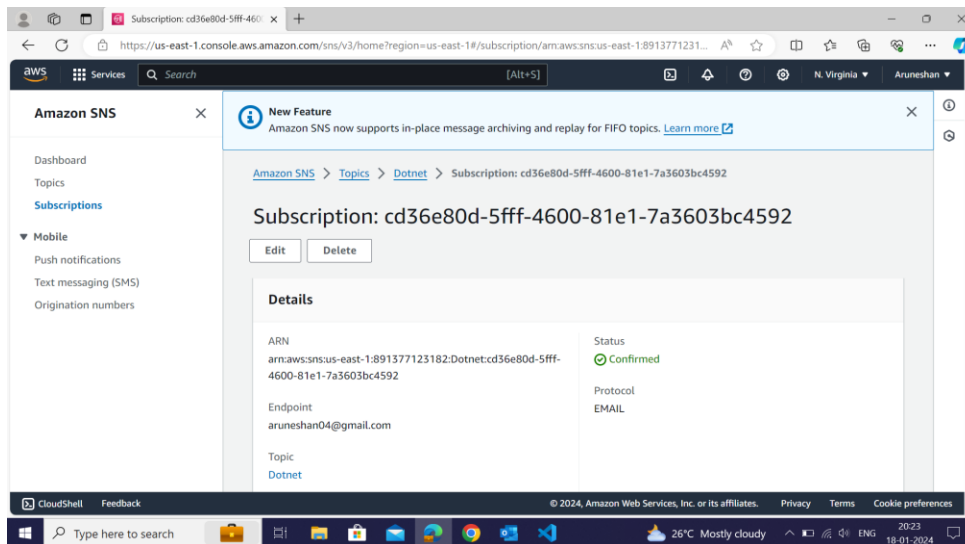 Subscription: cd36e80d-5fff-460
https://us-east-1.console.aws.amazon.com/sns/v3/home?region=us-east-1#/subscription/arn:aws:sns:us-east-1:8913771231...
aws Services Search [Alt+S] N. Virginia Aruneshan
Amazon SNS
Dashboard
Topics
Subscriptions
Mobile
Push notifications
Text messaging (SMS)
Origination numbers
New Feature
Amazon SNS now supports in-place message archiving and replay for FIFO topics. Learn more
Amazon SNS > Topics > Dotnet > Subscription: cd36e80d-5fff-4600-81e1-7a3603bc4592
Subscription: cd36e80d-5fff-4600-81e1-7a3603bc4592
Edit Delete
Details
ARN
arn:aws:sns:us-east-1:891377123182:Dotnet:cd36e80d-5fff-
4600-81e1-7a3603bc4592
Endpoint
aruneshan04@gmail.com
Topic
Dotnet
Status
Confirmed
Protocol
EMAIL
CloudShell Feedback © 2024, Amazon Web Services, Inc. or its affiliates. Privacy Terms Cookie preferences
Type here to search 26°C Mostly cloudy ENG
20:23
18-01-2024